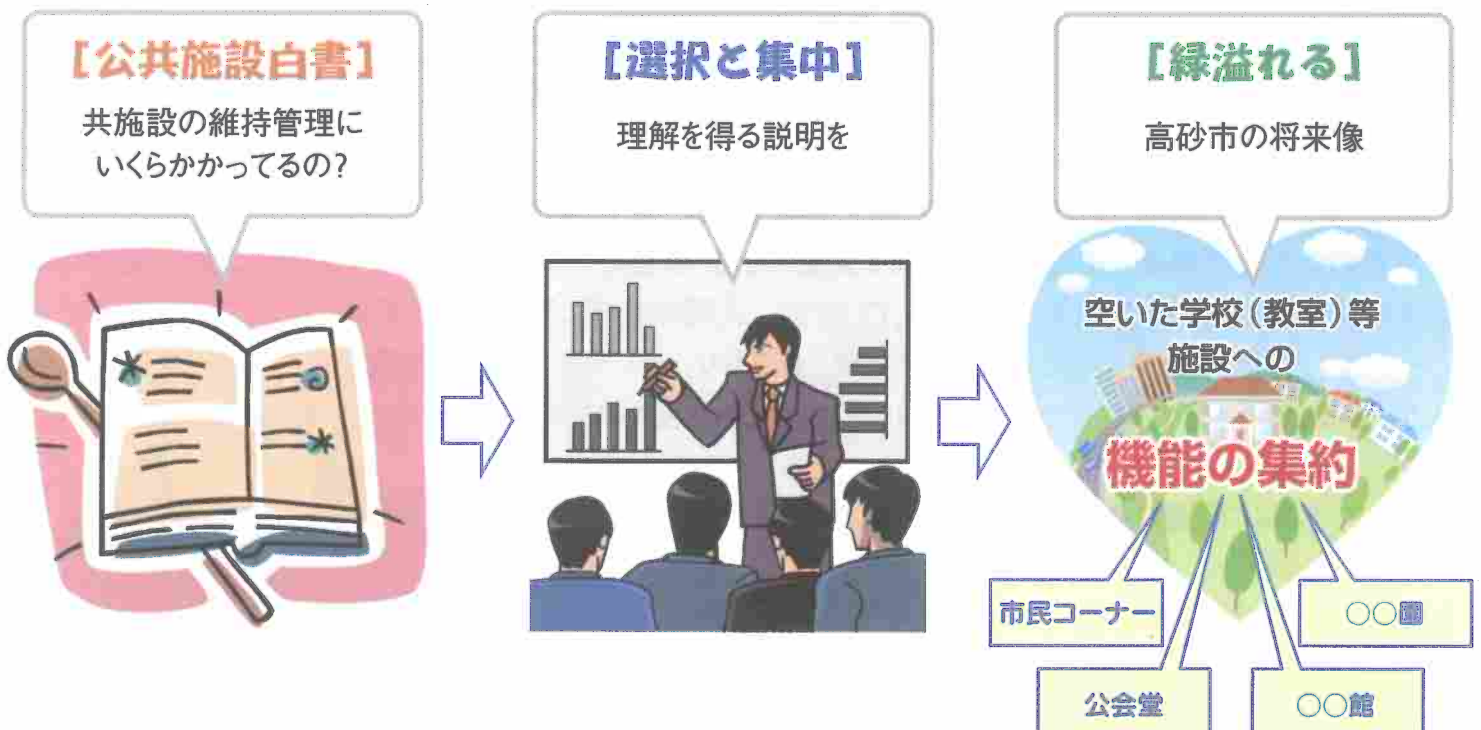 【公共施設白書】
共施設の維持管理に
いくらかかってるの?
【選択と集中】
理解を得る説明を
【緑溢れる】
高砂市の将来像
空いた学校(教室)等
施設への
機能の集約
市民コーナー
○○園
公会堂
○○館